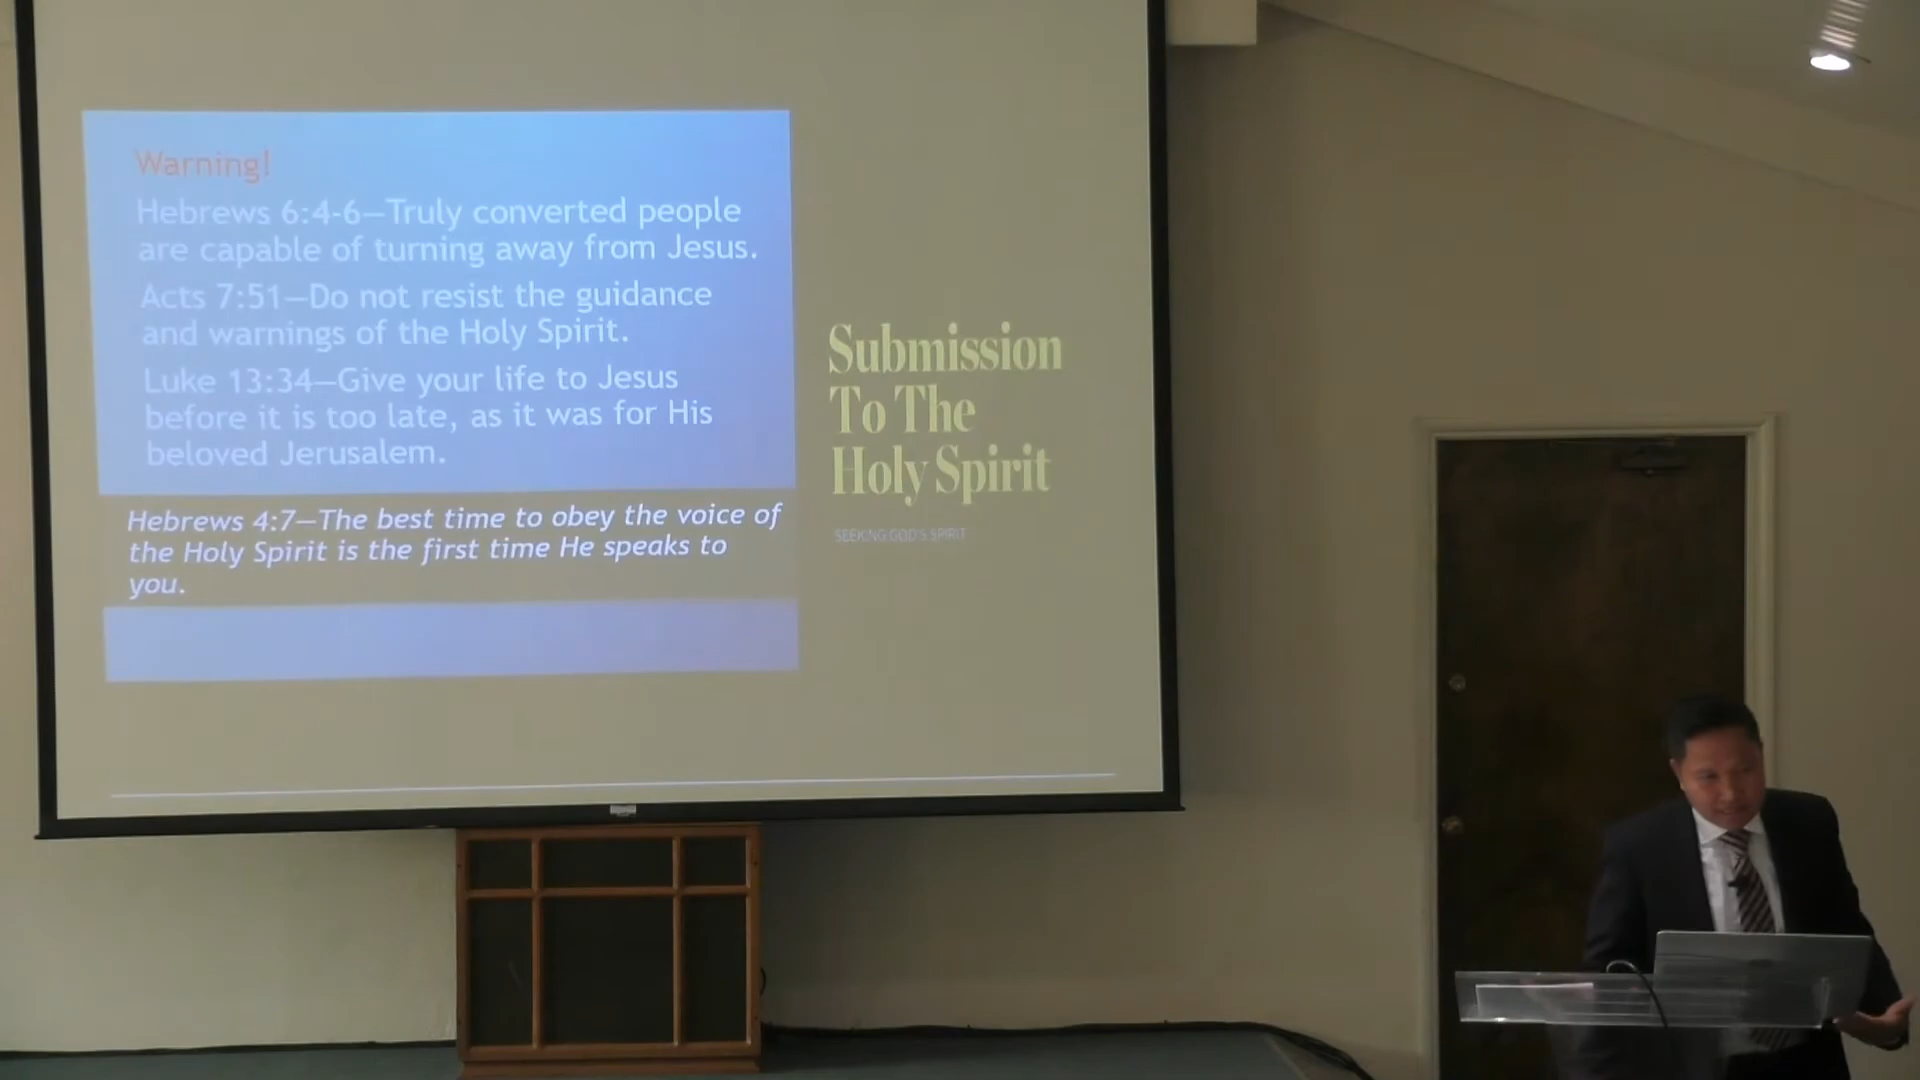 Warning!
Hebrews 6:4-6—Truly converted people
are capable of turning away from Jesus.
Acts 7:51—Do not resist the guidance
and warnings of the Holy Spirit.
Luke 13:34—Give your life to Jesus
before it is too late, as it was for His
beloved Jerusalem.
Hebrews 4:7—The best time to obey the voice of
the Holy Spirit is the first time He speaks to
you.
Submission
To The
Holy Spirit
SEEKING GOD'S SPIRIT